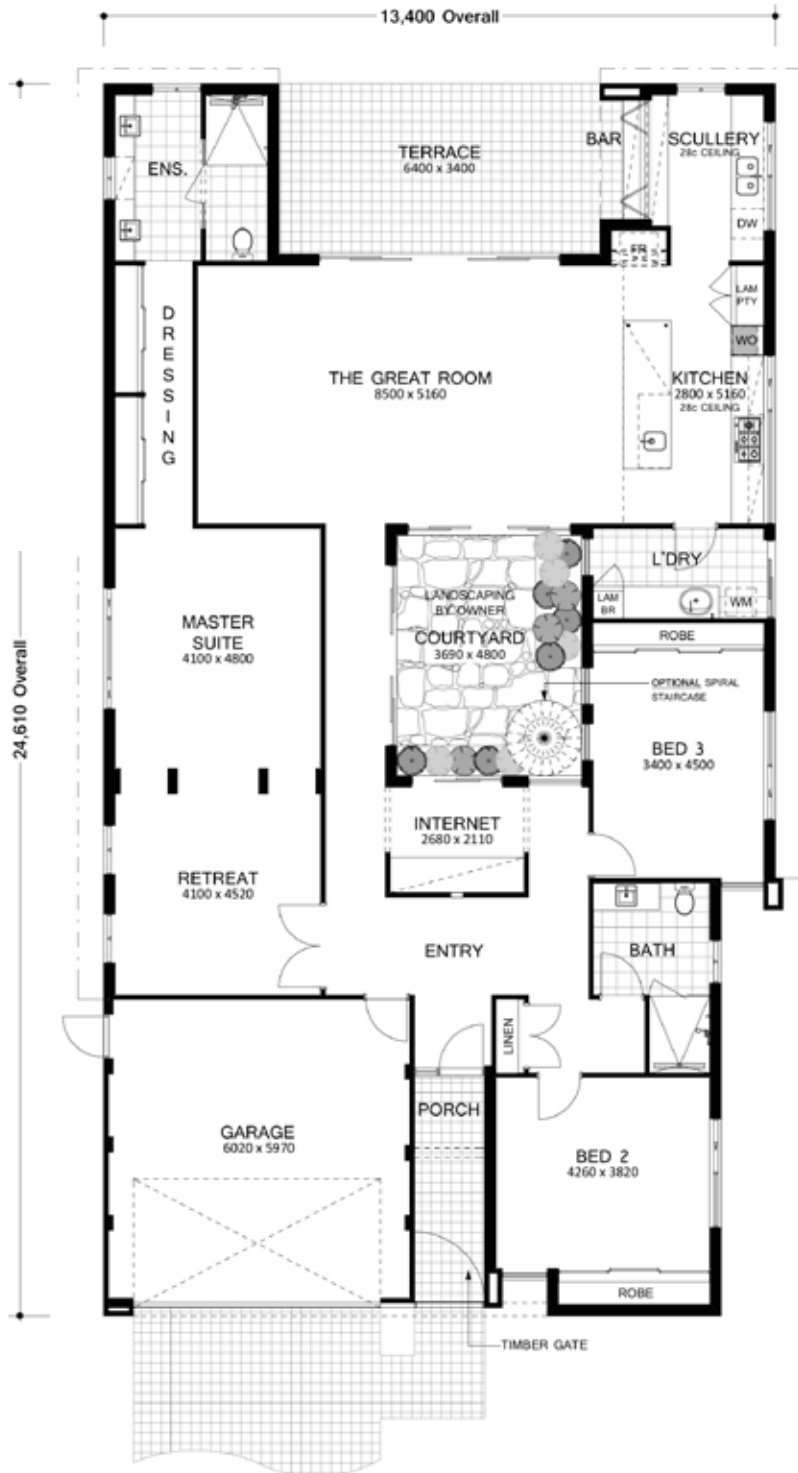 13,400 Overall
TERRACE
6400 x 3400
BAR
SCULLERY
28c CEILING
ENS.
DW
FR
LAM
PTY
WO
DRESSING
THE GREAT ROOM
8500 x 5160
KITCHEN
2800 x 5160
28c CEILING
24,610 Overall
L'DRY
LAM
BR
WM
LANDSCAPING
BY OWNER
COURTYARD
3690 x 4800
MASTER
SUITE
4100 x 4800
ROBE
OPTIONAL SPIRAL
STAIRCASE
BED 3
3400 x 4500
INTERNET
2680 x 2110
RETREAT
4100 x 4520
ENTRY
BATH
LINEN
PORCH
GARAGE
6020 x 5970
BED 2
4260 x 3820
ROBE
TIMBER GATE